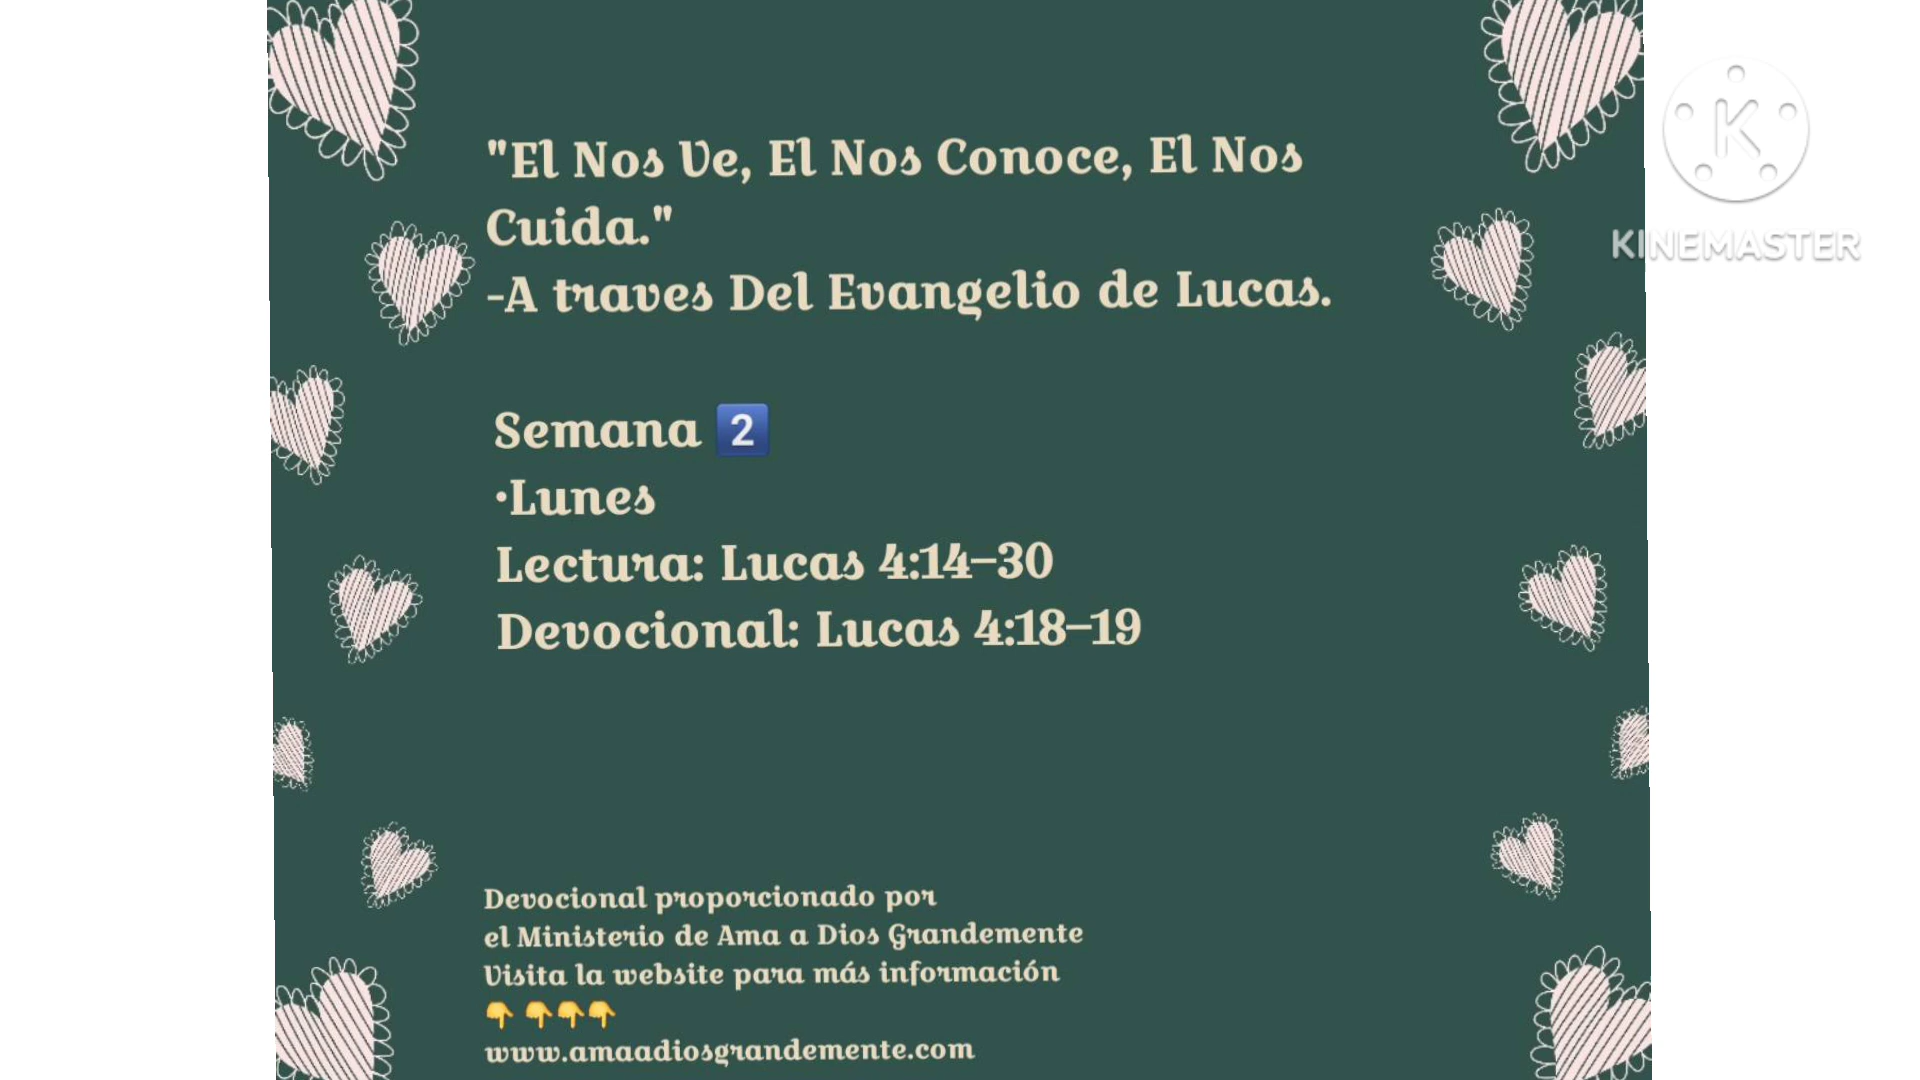 "El Nos Ve, El Nos Conoce, El Nos
Cuida."
-A traves Del Evangelio de Lucas.
Semana 2️⃣
•Lunes
Lectura: Lucas 4:14–30
Devocional: Lucas 4:18–19
Devocional proporcionado por
el Ministerio de Ama a Dios Grandemente
Visita la website para más información
👇 👇👇👇
www.amaadiosgrandemente.com
K
KINEMASTER